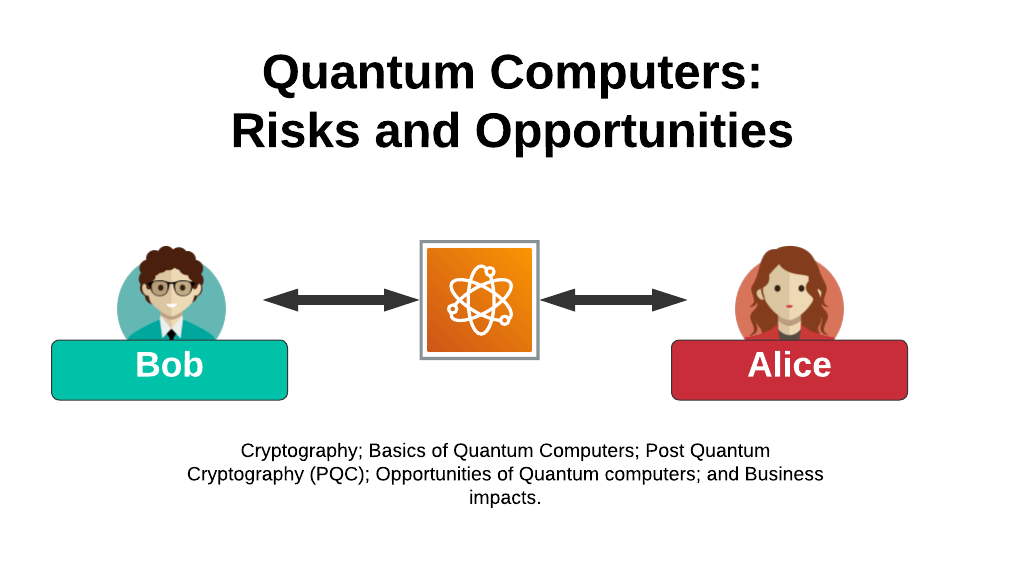 Quantum Computers:
Risks and Opportunities
Bob
Alice
Cryptography; Basics of Quantum Computers; Post Quantum
Cryptography (PQC); Opportunities of Quantum computers; and Business
impacts.